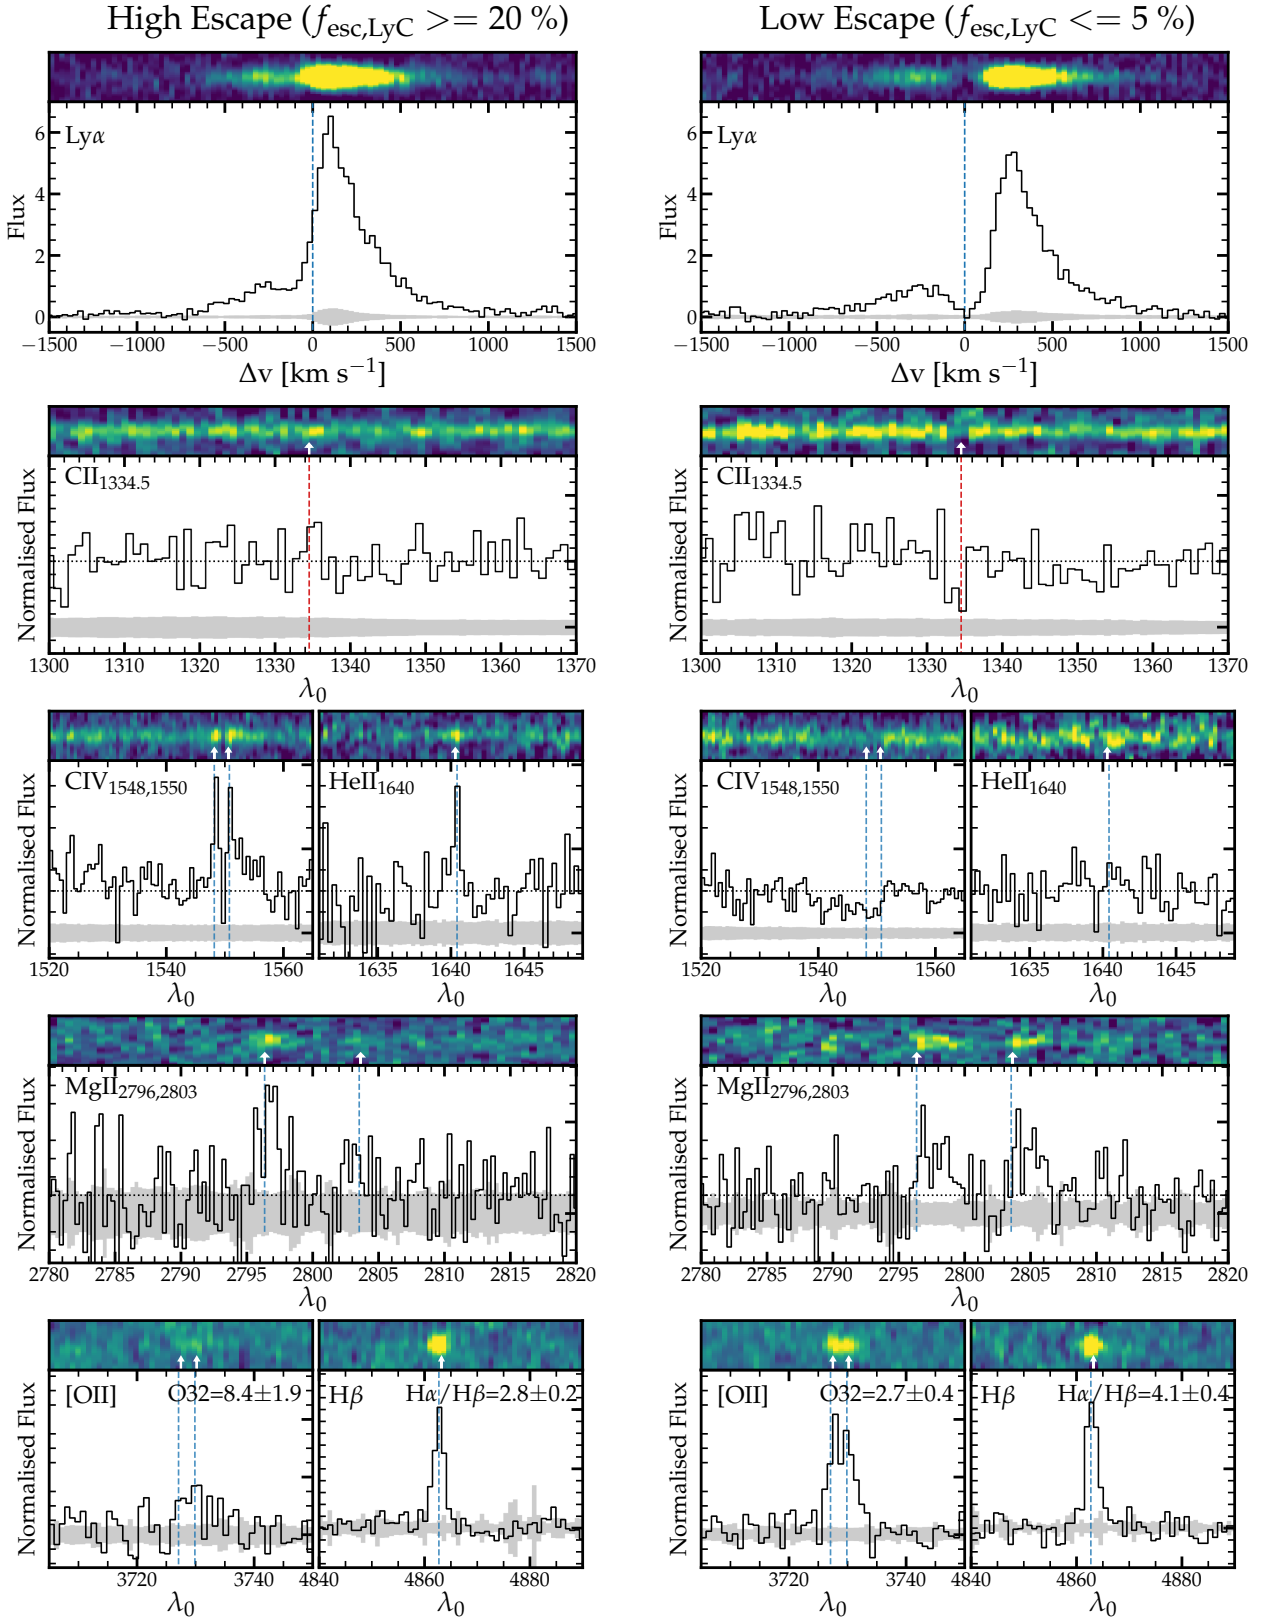 High Escape (f_esc,LyC >= 20 %)
Low Escape (f_esc,LyC <= 5 %)
Lyα
Flux
0 2 4 6
−1500 −1000 −500 0 500 1000 1500
Δv [km s⁻¹]
Lyα
Flux
0 2 4 6
−1500 −1000 −500 0 500 1000 1500
Δv [km s⁻¹]
CII1334.5
Normalised Flux
1300 1310 1320 1330 1340 1350 1360 1370
λ0
CII1334.5
Normalised Flux
1300 1310 1320 1330 1340 1350 1360 1370
λ0
CIV1548,1550
Normalised Flux
1520 1540 1560
λ0
HeII1640
1635 1640 1645
λ0
CIV1548,1550
Normalised Flux
1520 1540 1560
λ0
HeII1640
1635 1640 1645
λ0
MgII2796,2803
Normalised Flux
2780 2785 2790 2795 2800 2805 2810 2815 2820
λ0
MgII2796,2803
Normalised Flux
2780 2785 2790 2795 2800 2805 2810 2815 2820
λ0
[OII] O32=8.4±1.9
Normalised Flux
3720 3740
λ0
Hβ Hα/Hβ=2.8±0.2
4840 4860 4880
λ0
[OII] O32=2.7±0.4
Normalised Flux
3720 3740
λ0
Hβ Hα/Hβ=4.1±0.4
4840 4860 4880
λ0